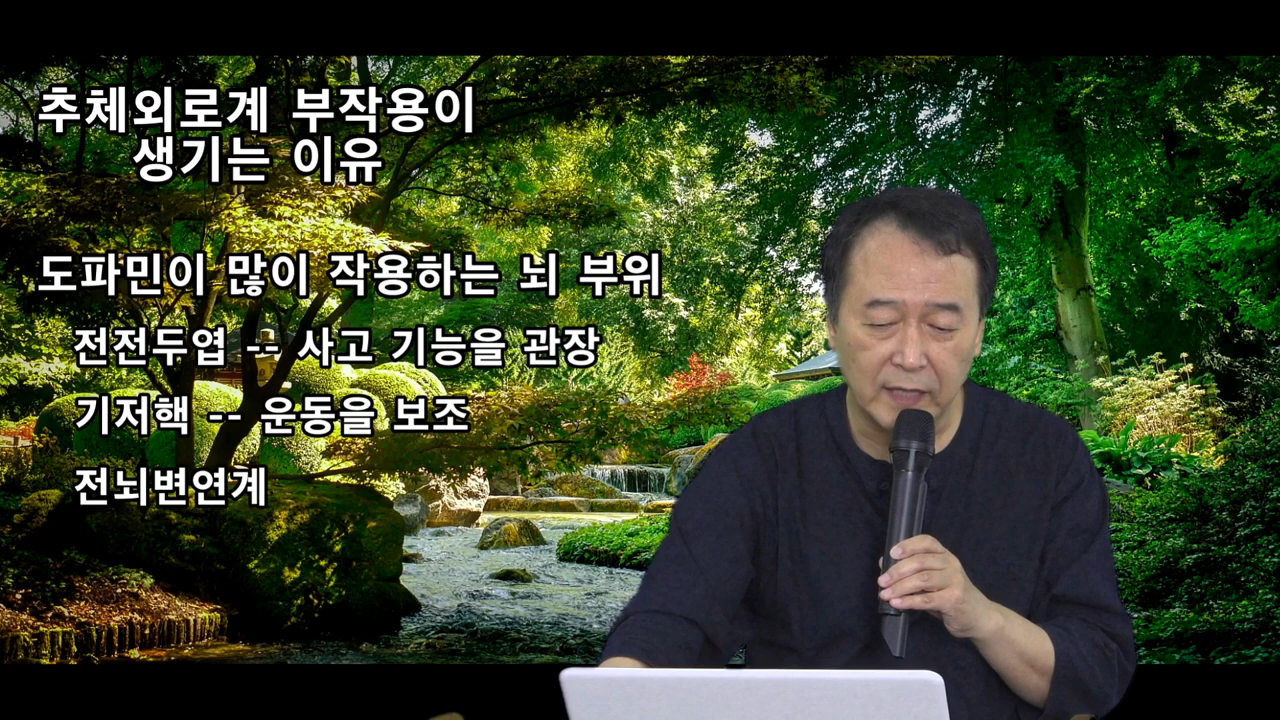 추체외로계 부작용이
생기는 이유
도파민이 많이 작용하는 뇌 부위
전전두엽 -- 사고 기능을 관장
기저핵 -- 운동을 보조
전뇌변연계